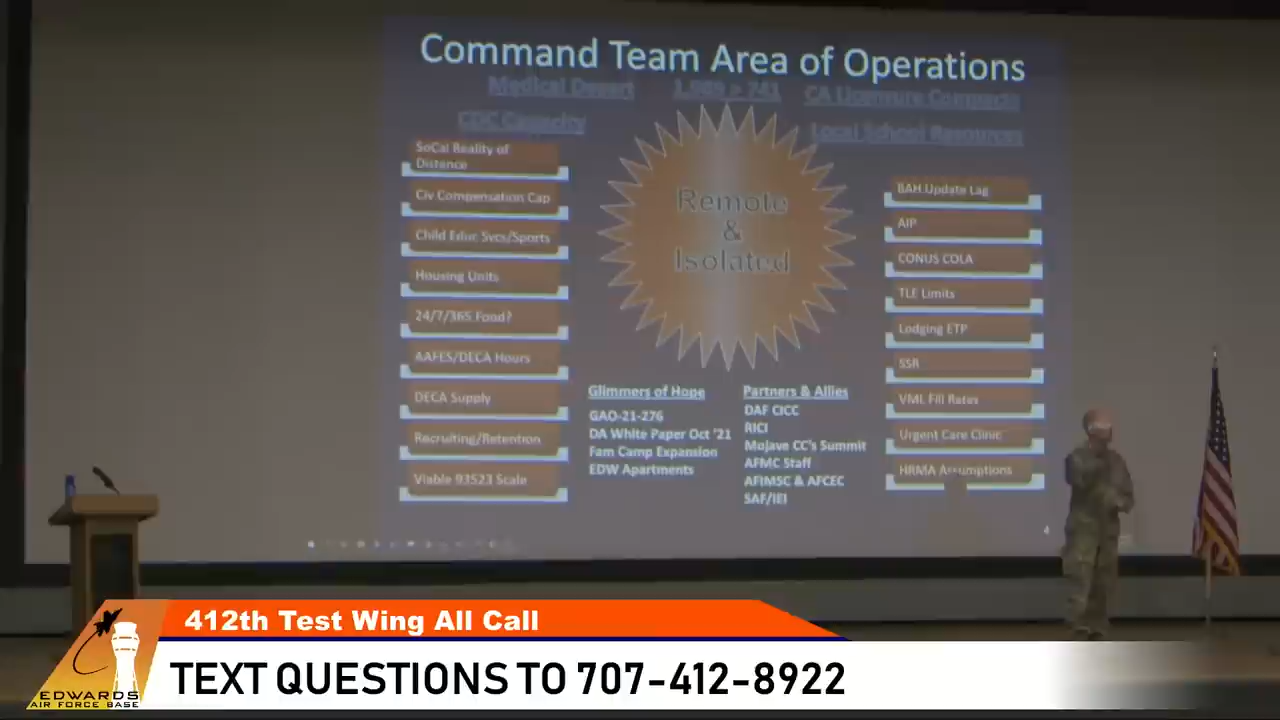 Command Team Area of Operations
Medical Desert
1,989 > 741
CA Licensure Compacts
CDC Capacity
Local School Resources
SoCal Reality of
Distance
Civ Compensation Cap
Child Educ Svcs/Sports
Housing Units
24/7/365 Food?
AAFES/DECA Hours
DECA Supply
Recruiting/Retention
Viable 93523 Scale
Remote
&
Isolated
Glimmers of Hope
GAO-21-276
DA White Paper Oct '21
Fam Camp Expansion
EDW Apartments
Partners & Allies
DAF CICC
RICI
Mojave CC's Summit
AFMC Staff
AFIMSC & AFCEC
SAF/IEI
BAH Update Lag
AIP
CONUS COLA
TLE Limits
Lodging ETP
SSR
VML Fill Rates
Urgent Care Clinic
HRMA Assumptions
4
412th Test Wing All Call
TEXT QUESTIONS TO 707-412-8922
EDWARDS
AIR FORCE BASE